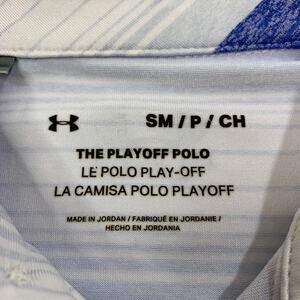 SM / P / CH
THE PLAYOFF POLO
LE POLO PLAY-OFF
LA CAMISA POLO PLAYOFF
MADE IN JORDAN / FABRIQUÉ EN JORDANIE /
HECHO EN JORDANIA